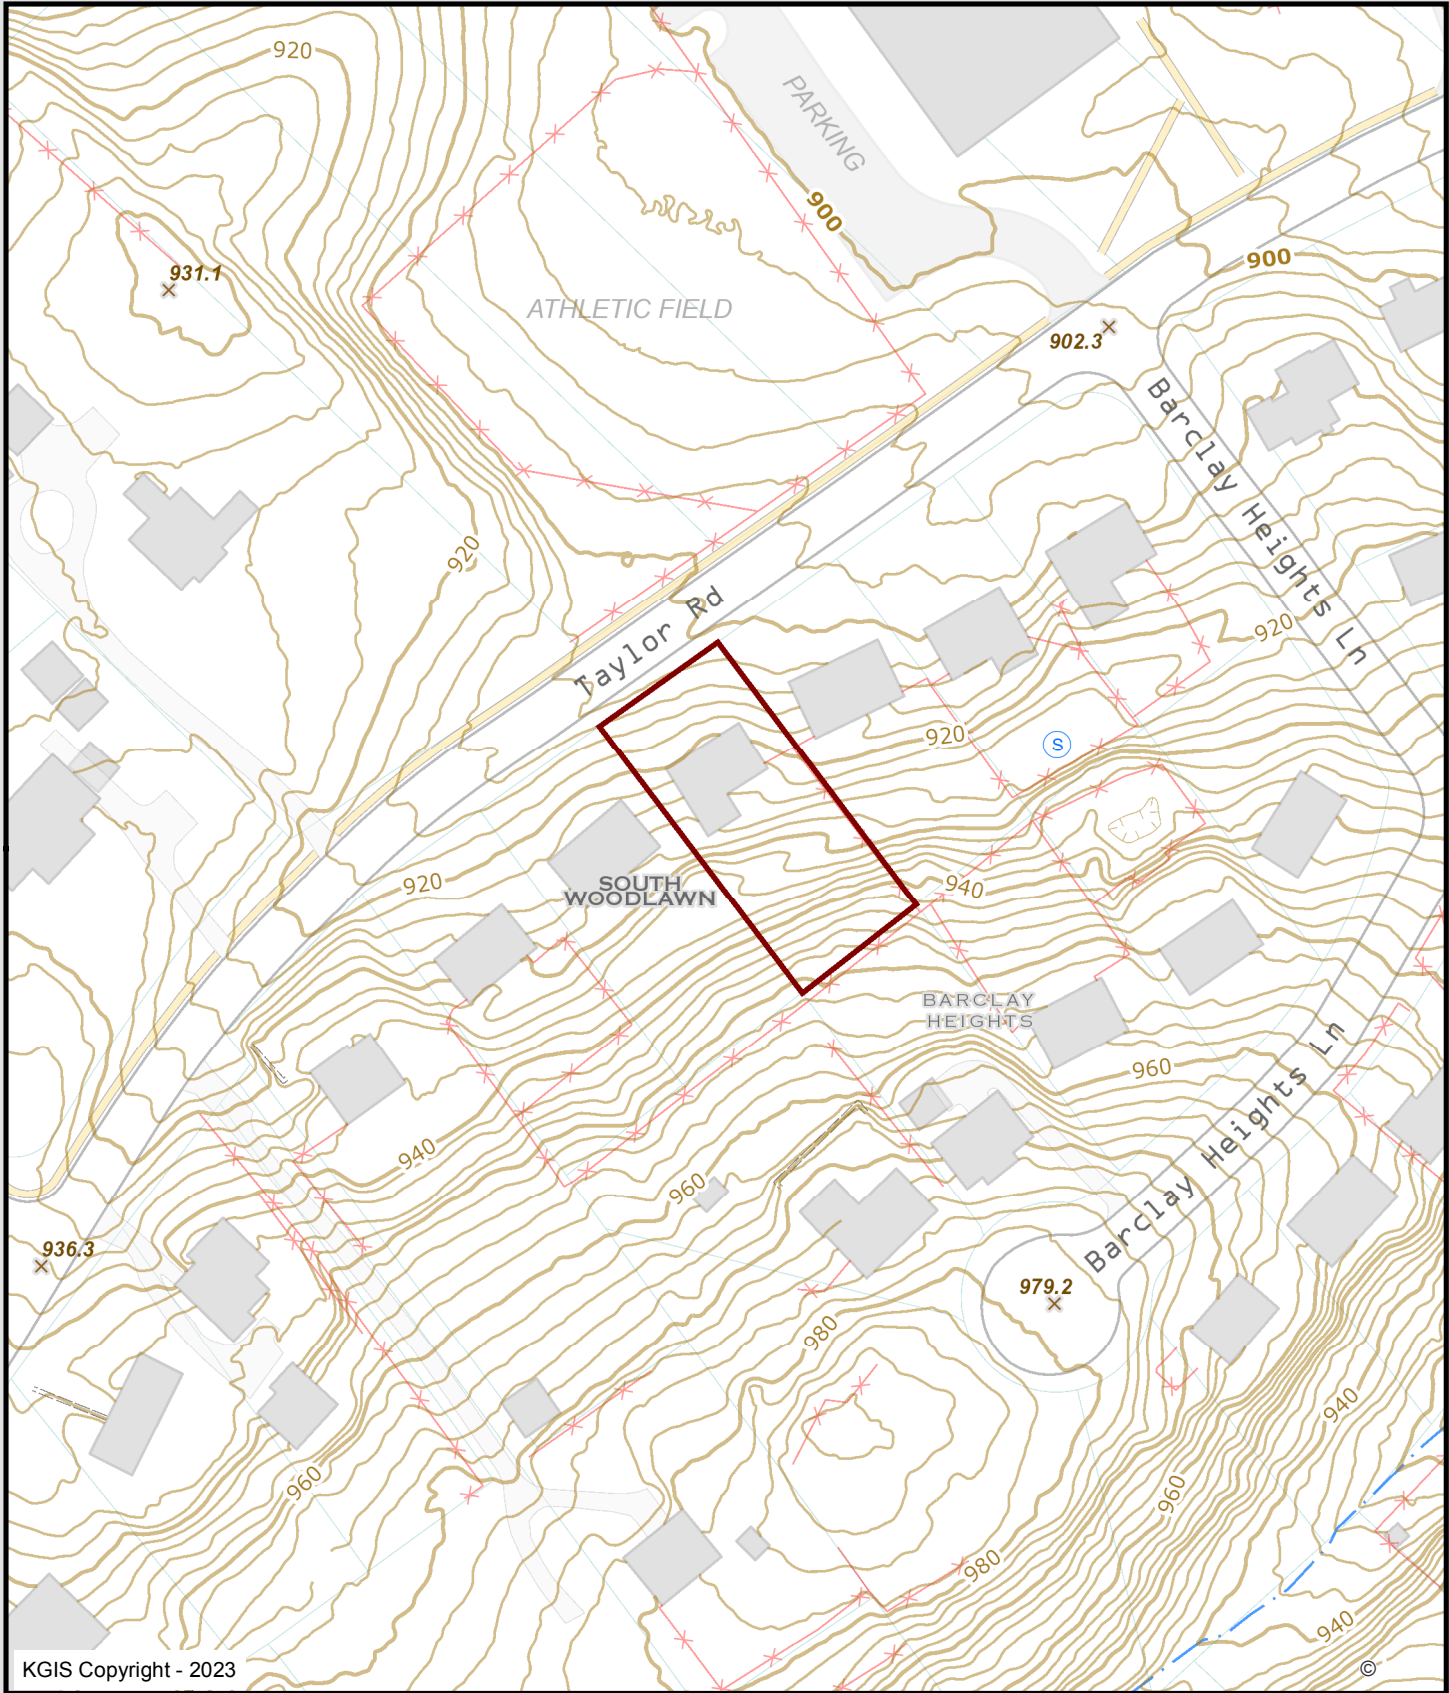 920
PARKING
900
931.1
ATHLETIC FIELD
900
902.3
Barclay Heights Ln
920
Taylor Rd
920
920
S
920
SOUTH
WOODLAWN
940
BARCLAY
HEIGHTS
960
940
960
Barclay Heights Ln
936.3
979.2
980
940
960
960
980
940
KGIS Copyright - 2023
©